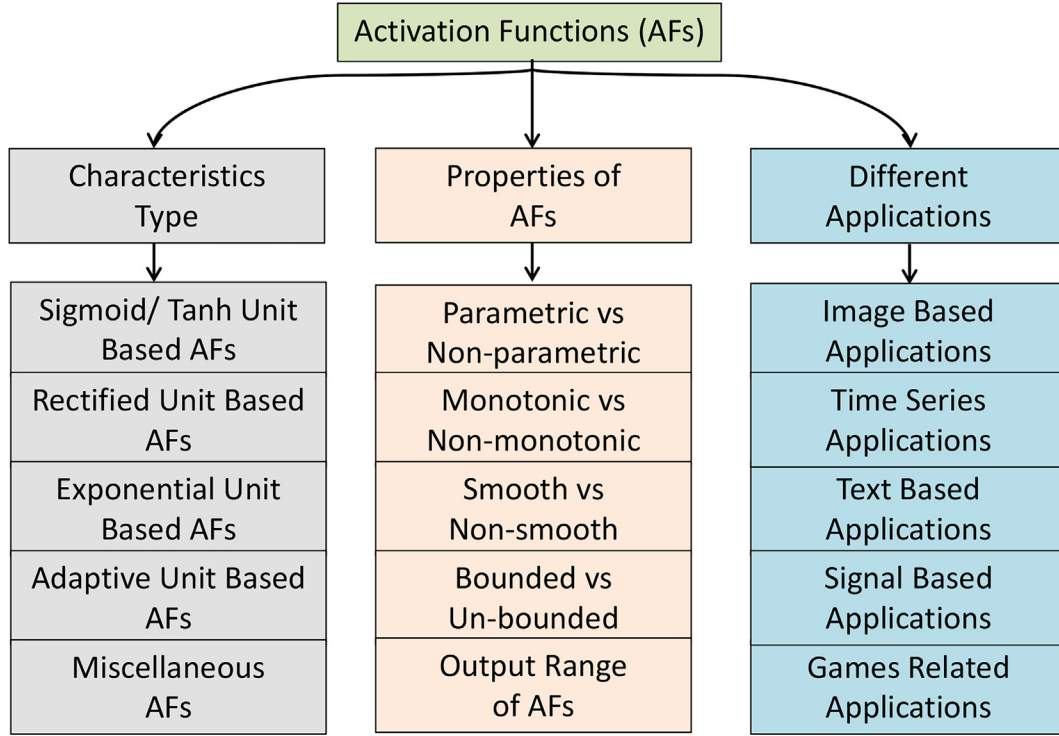 Activation Functions (AFs)
Characteristics
Type
Sigmoid/ Tanh Unit
Based AFs
Rectified Unit Based
AFs
Exponential Unit
Based AFs
Adaptive Unit Based
AFs
Miscellaneous
AFs
Properties of
AFs
Parametric vs
Non-parametric
Monotonic vs
Non-monotonic
Smooth vs
Non-smooth
Bounded vs
Un-bounded
Output Range
of AFs
Different
Applications
Image Based
Applications
Time Series
Applications
Text Based
Applications
Signal Based
Applications
Games Related
Applications